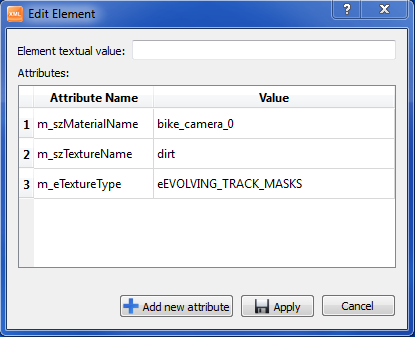 XML
Edit Element
?
Element textual value:
Attributes:
Attribute Name Value
1 m_szMaterialName bike_camera_0
2 m_szTextureName dirt
3 m_eTextureType eEVOLVING_TRACK_MASKS
Add new attribute Apply Cancel